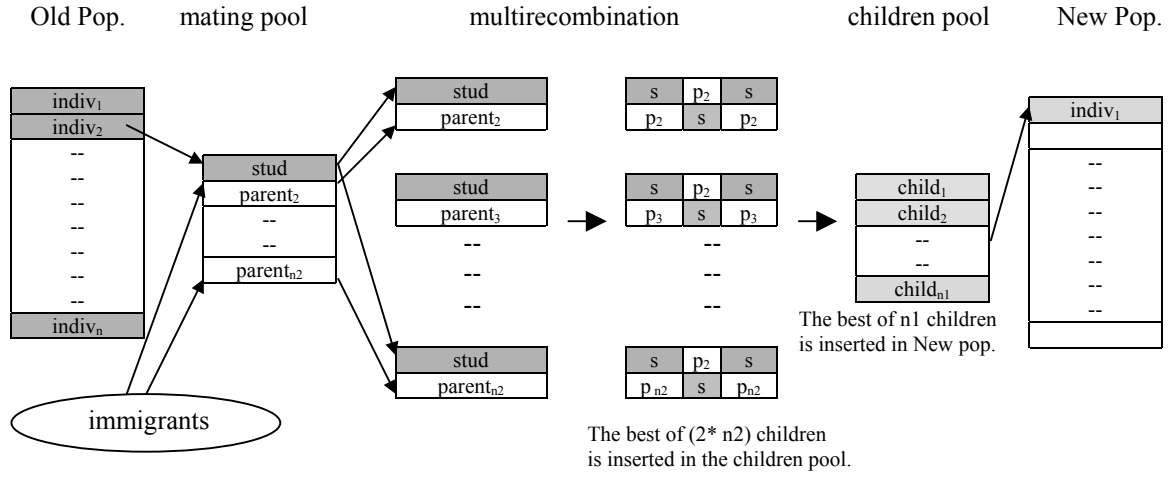 Old Pop. mating pool multirecombination children pool New Pop.
indiv₁
indiv₂
--
--
--
--
--
--
indivₙ
stud
parent₂
--
--
parentₙ₂
immigrants
stud
parent₂
stud
parent₃
--
--
--
stud
parentₙ₂
s p₂ s
p₂ s p₂
s p₂ s
p₃ s p₃
--
--
--
s p₂ s
p ₙ₂ s pₙ₂
The best of (2* n2) children
is inserted in the children pool.
child₁
child₂
--
--
childₙ₁
The best of n1 children
is inserted in New pop.
indiv₁
--
--
--
--
--
--
--